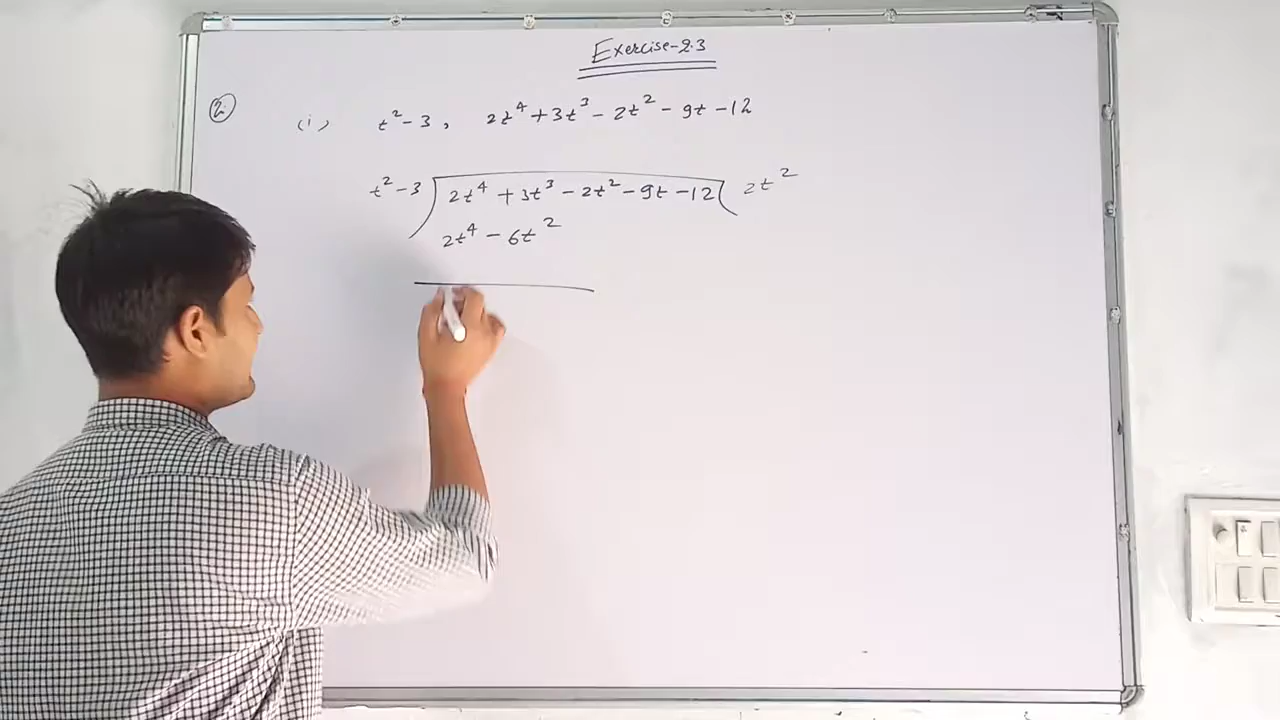 Exercise-2.3
2. (i) t² - 3, 2t⁴ + 3t³ - 2t² - 9t - 12
t² - 3 ) 2t⁴ + 3t³ - 2t² - 9t - 12 ( 2t²
2t⁴ - 6t²